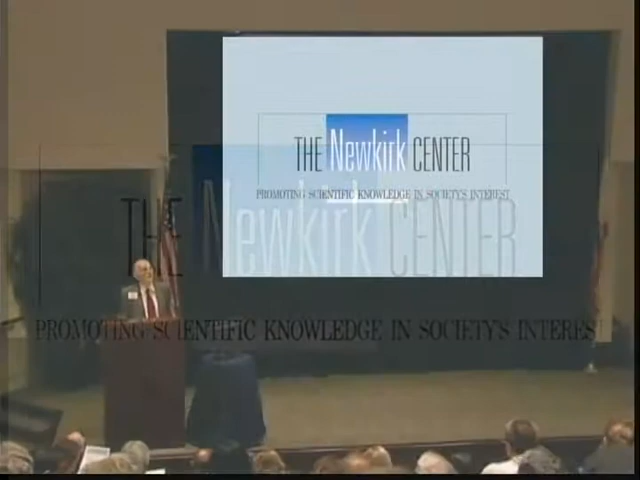 THE Newkirk CENTER
PROMOTING SCIENTIFIC KNOWLEDGE IN SOCIETY'S INTEREST
THE Newkirk CENTER
PROMOTING SCIENTIFIC KNOWLEDGE IN SOCIETY'S INTEREST